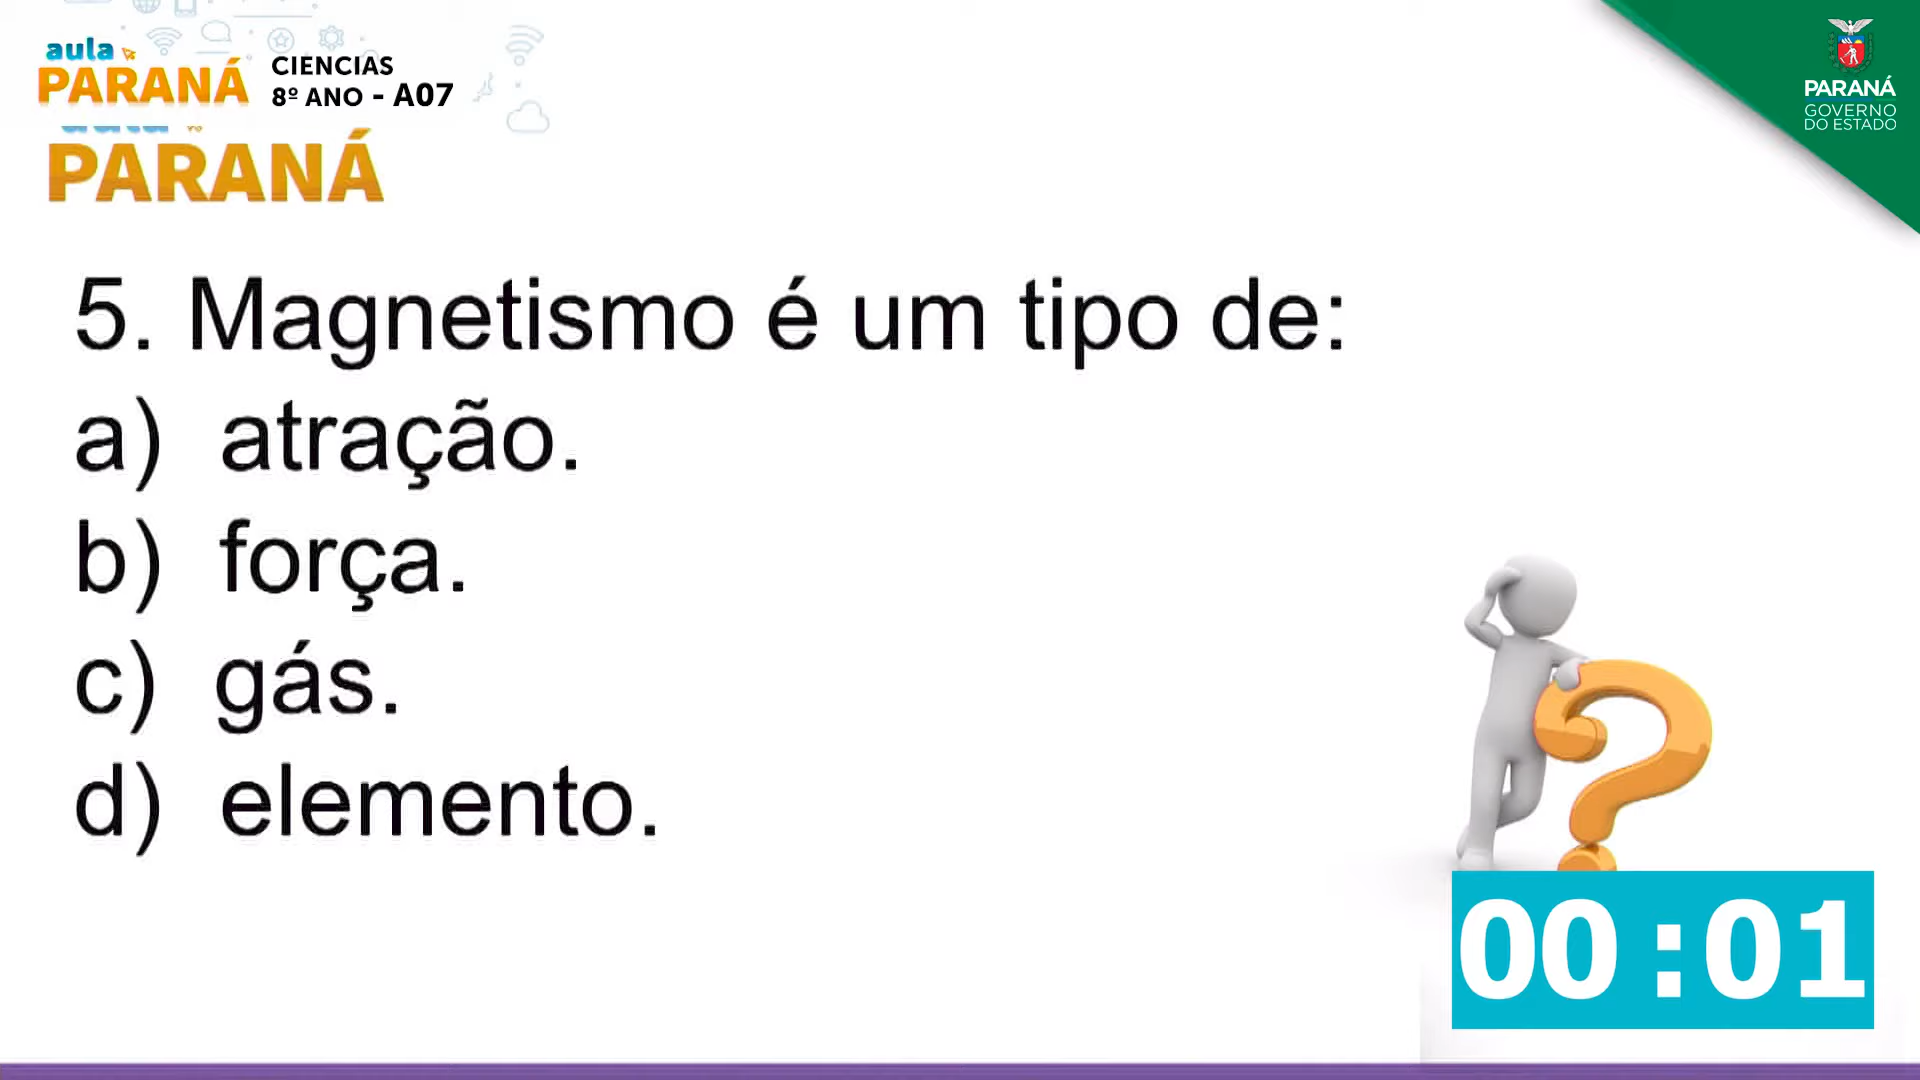 aula
PARANÁ
CIENCIAS
8º ANO - A07
PARANÁ
GOVERNO
DO ESTADO
PARANÁ
5. Magnetismo é um tipo de:
a) atração.
b) força.
c) gás.
d) elemento.
00:01